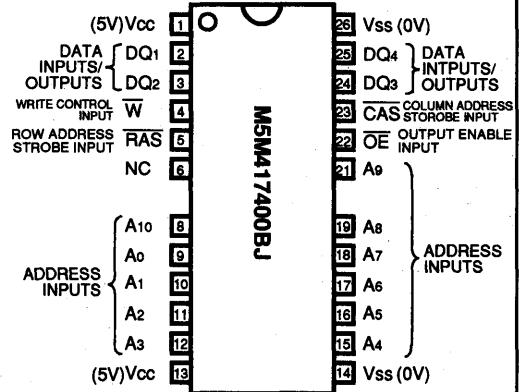 (5V)Vcc 1
DATA INPUTS/ OUTPUTS
DQ1 2
DQ2 3
WRITE CONTROL INPUT W 4
ROW ADDRESS STROBE INPUT RAS 5
NC 6
ADDRESS INPUTS
A10 8
A0 9
A1 10
A2 11
A3 12
(5V)Vcc 13
M5M417400BJ
26 Vss (0V)
25 DQ4
24 DQ3
DATA INTPUTS/ OUTPUTS
23 CAS COLUMN ADDRESS STOROBE INPUT
22 OE OUTPUT ENABLE INPUT
21 A9
19 A8
18 A7
17 A6
16 A5
15 A4
ADDRESS INPUTS
14 Vss (0V)